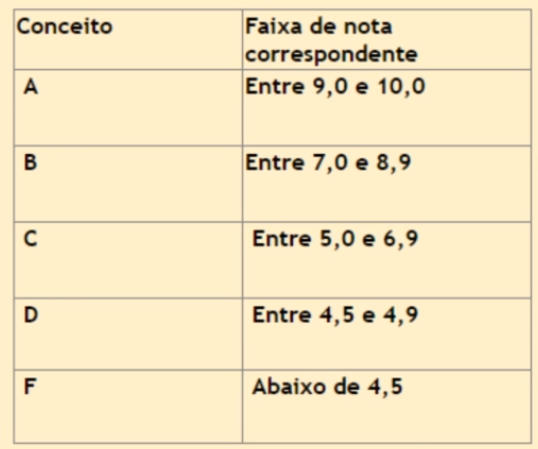 Conceito
Faixa de nota
correspondente
A
Entre 9,0 e 10,0
B
Entre 7,0 e 8,9
C
Entre 5,0 e 6,9
D
Entre 4,5 e 4,9
F
Abaixo de 4,5